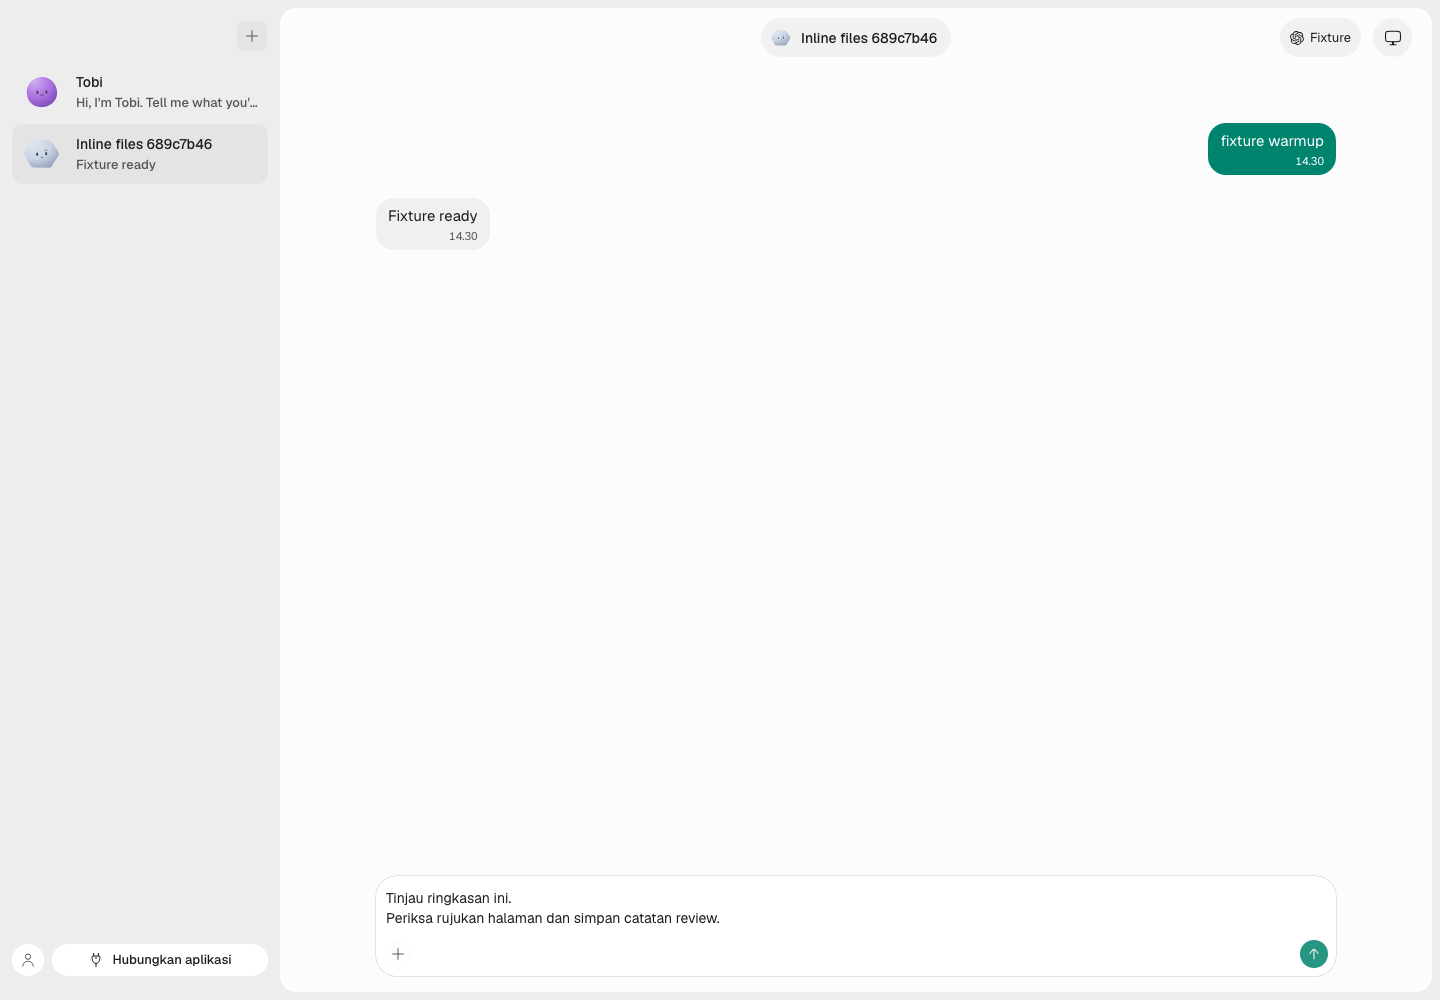 Tobi
Hi, I'm Tobi. Tell me what you'...
Inline files 689c7b46
Fixture ready
Hubungkan aplikasi
Inline files 689c7b46
Fixture
fixture warmup
14.30
Fixture ready
14.30
Tinjau ringkasan ini.
Periksa rujukan halaman dan simpan catatan review.